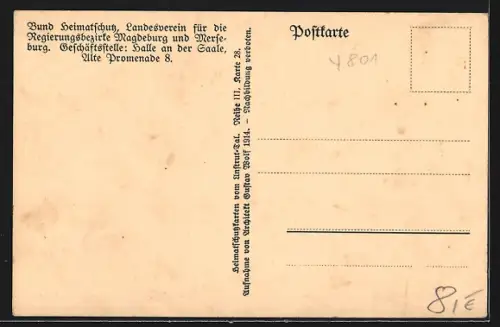 Bund Heimatschutz, Landesverein für die
Regierungsbezirke Magdeburg und Merse-
burg. Geschäftsstelle: Halle an der Saale,
Alte Promenade 8.
Heimatschutzkarten vom Unstrut-Tal. Reihe III. Karte 28.
Aufnahme von Architekt Gustav Wolf 1914. – Nachbildung verboten.
Postkarte
4801
8,1€